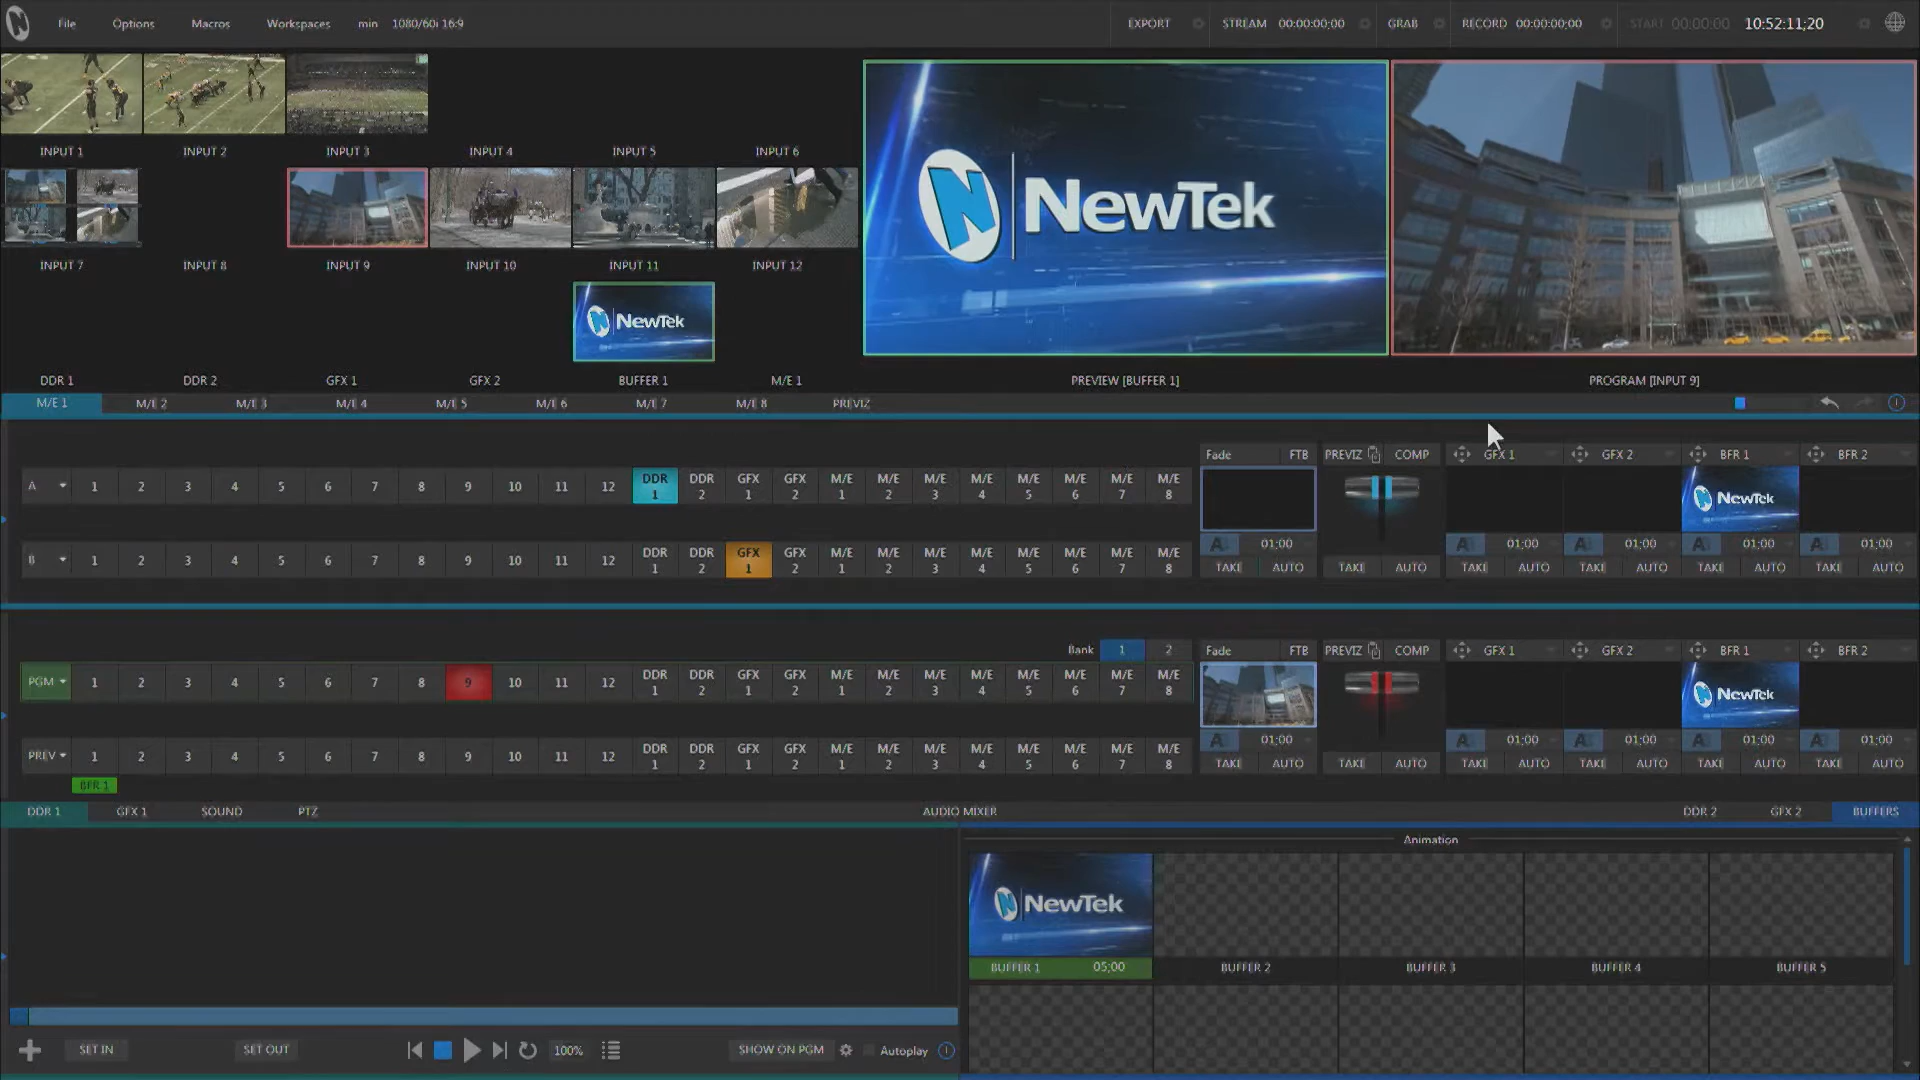 File Options Macros Workspaces min 1080/60i 16:9 EXPORT STREAM 00:00:00;00 GRAB RECORD 00:00:00;00 START 00:00:00 10:52:11;20
INPUT 1 INPUT 2 INPUT 3 INPUT 4 INPUT 5 INPUT 6
NewTek
INPUT 7 INPUT 8 INPUT 9 INPUT 10 INPUT 11 INPUT 12
NewTek
DDR 1 DDR 2 GFX 1 GFX 2 BUFFER 1 M/E 1 PREVIEW [BUFFER 1] PROGRAM [INPUT 9]
M/E 1 M/E 2 M/E 3 M/E 4 M/E 5 M/E 6 M/E 7 M/E 8 PREVIZ
Fade FTB PREVIZ COMP GFX 1 GFX 2 BFR 1 BFR 2
A 1 2 3 4 5 6 7 8 9 10 11 12 DDR 1 DDR 2 GFX 1 GFX 2 M/E 1 M/E 2 M/E 3 M/E 4 M/E 5 M/E 6 M/E 7 M/E 8
NewTek
01;00 01;00 01;00 01;00 01;00
B 1 2 3 4 5 6 7 8 9 10 11 12 DDR 1 DDR 2 GFX 1 GFX 2 M/E 1 M/E 2 M/E 3 M/E 4 M/E 5 M/E 6 M/E 7 M/E 8
TAKE AUTO TAKE AUTO TAKE AUTO TAKE AUTO TAKE AUTO TAKE AUTO
Bank 1 2 Fade FTB PREVIZ COMP GFX 1 GFX 2 BFR 1 BFR 2
PGM 1 2 3 4 5 6 7 8 9 10 11 12 DDR 1 DDR 2 GFX 1 GFX 2 M/E 1 M/E 2 M/E 3 M/E 4 M/E 5 M/E 6 M/E 7 M/E 8
NewTek
01;00 01;00 01;00 01;00 01;00
PREV 1 2 3 4 5 6 7 8 9 10 11 12 DDR 1 DDR 2 GFX 1 GFX 2 M/E 1 M/E 2 M/E 3 M/E 4 M/E 5 M/E 6 M/E 7 M/E 8
TAKE AUTO TAKE AUTO TAKE AUTO TAKE AUTO TAKE AUTO TAKE AUTO
BFR 1
DDR 1 GFX 1 SOUND PTZ AUDIO MIXER DDR 2 GFX 2 BUFFERS
Animation
NewTek
BUFFER 1 05;00 BUFFER 2 BUFFER 3 BUFFER 4 BUFFER 5
SET IN SET OUT 100% SHOW ON PGM Autoplay